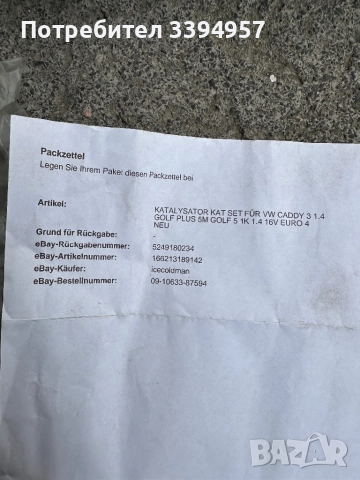 Потребител 3394957
Packzettel
Legen Sie Ihrem Paket diesen Packzettel bei
Artikel: KATALYSATOR KAT SET FÜR VW CADDY 3 1.4
GOLF PLUS 5M GOLF 5 1K 1.4 16V EURO 4
NEU
Grund für Rückgabe: -
eBay-Rückgabenummer: 5249180234
eBay-Artikelnummer: 166213189142
eBay-Käufer: icecoldman
eBay-Bestellnummer: 09-10633-87594
BAZAR